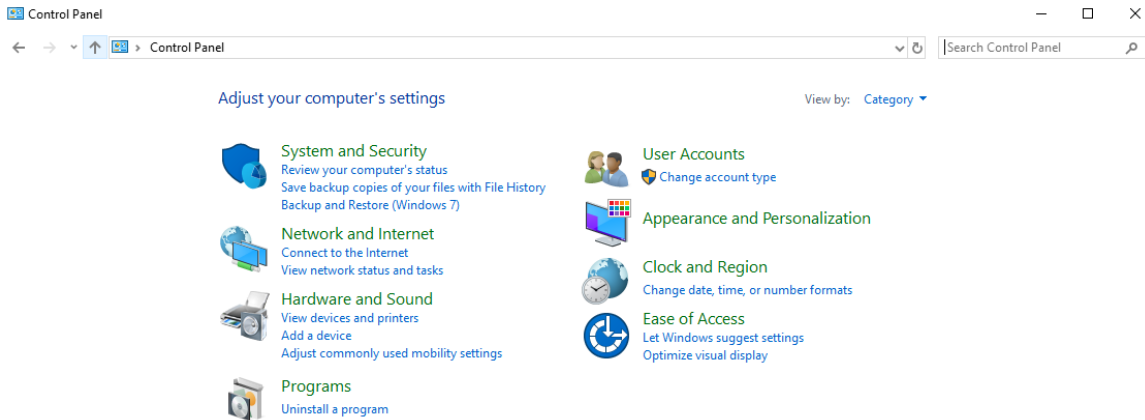 Control Panel
Control Panel
Search Control Panel
Adjust your computer's settings
View by: Category
System and Security
Review your computer's status
Save backup copies of your files with File History
Backup and Restore (Windows 7)
Network and Internet
Connect to the Internet
View network status and tasks
Hardware and Sound
View devices and printers
Add a device
Adjust commonly used mobility settings
Programs
Uninstall a program
User Accounts
Change account type
Appearance and Personalization
Clock and Region
Change date, time, or number formats
Ease of Access
Let Windows suggest settings
Optimize visual display